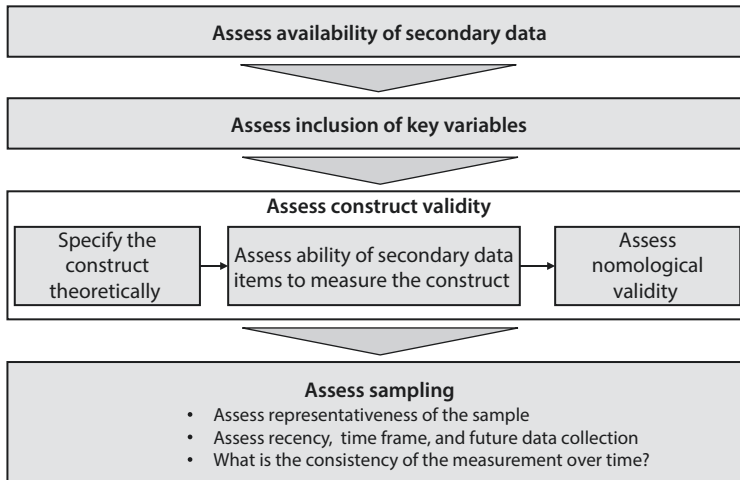 Assess availability of secondary data
Assess inclusion of key variables
Assess construct validity
Specify the
construct
theoretically
Assess ability of secondary data
items to measure the construct
Assess
nomological
validity
Assess sampling
• Assess representativeness of the sample
• Assess recency, time frame, and future data collection
• What is the consistency of the measurement over time?